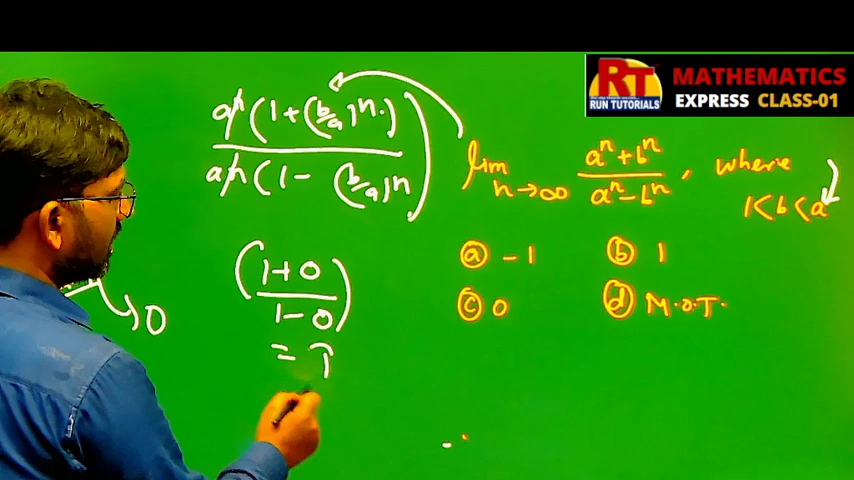 RT MATHEMATICS
RUN TUTORIALS EXPRESS CLASS-01
aⁿ(1+(b/a)ⁿ.)
aⁿ(1-(b/a)ⁿ)
lim n→∞ aⁿ+bⁿ / aⁿ-bⁿ, where
1<b<a
(a) -1 (b) 1
(c) 0 (d) M.O.T.
(1+0 / 1-0)
0
= 1